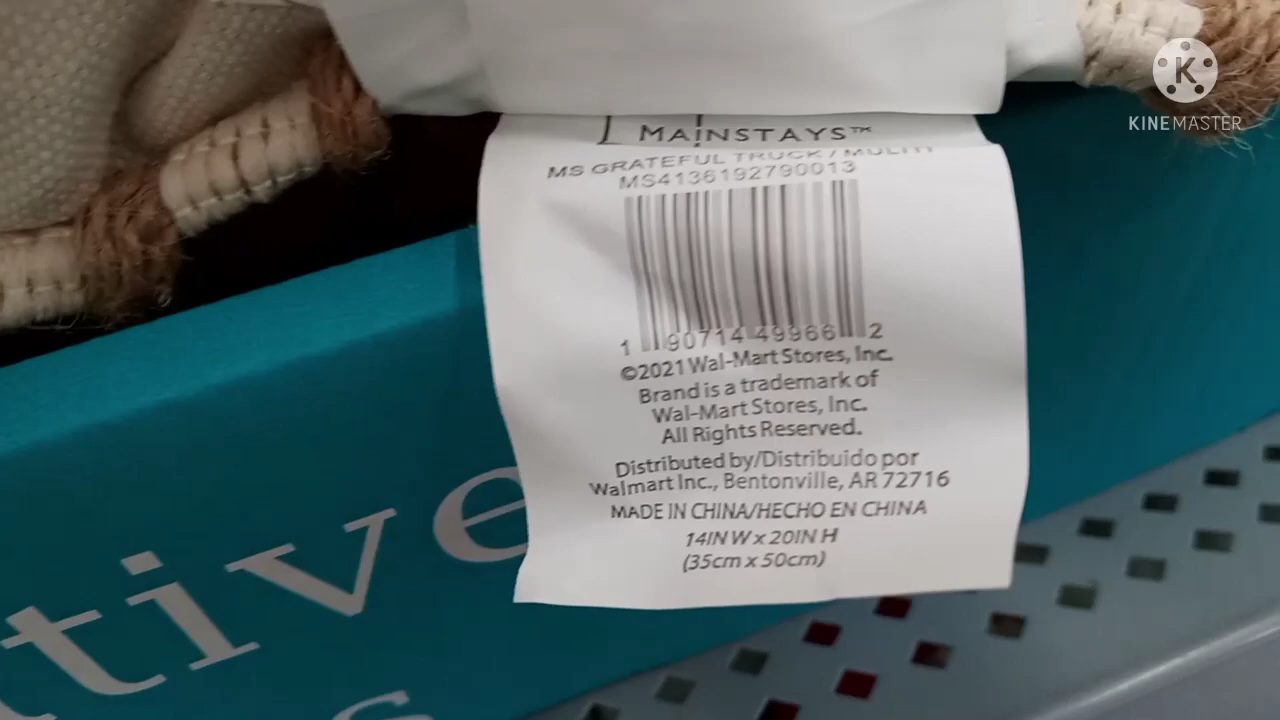 MAINSTAYS™
MS GRATEFUL TRUCK / MULITI
MS4136192790013
1 90714 49966 2
©2021 Wal-Mart Stores, Inc.
Brand is a trademark of
Wal-Mart Stores, Inc.
All Rights Reserved.
Distributed by/Distribuido por
Walmart Inc., Bentonville, AR 72716
MADE IN CHINA/HECHO EN CHINA
14IN W x 20IN H
(35cm x 50cm)
tive
s
K
KINEMASTER